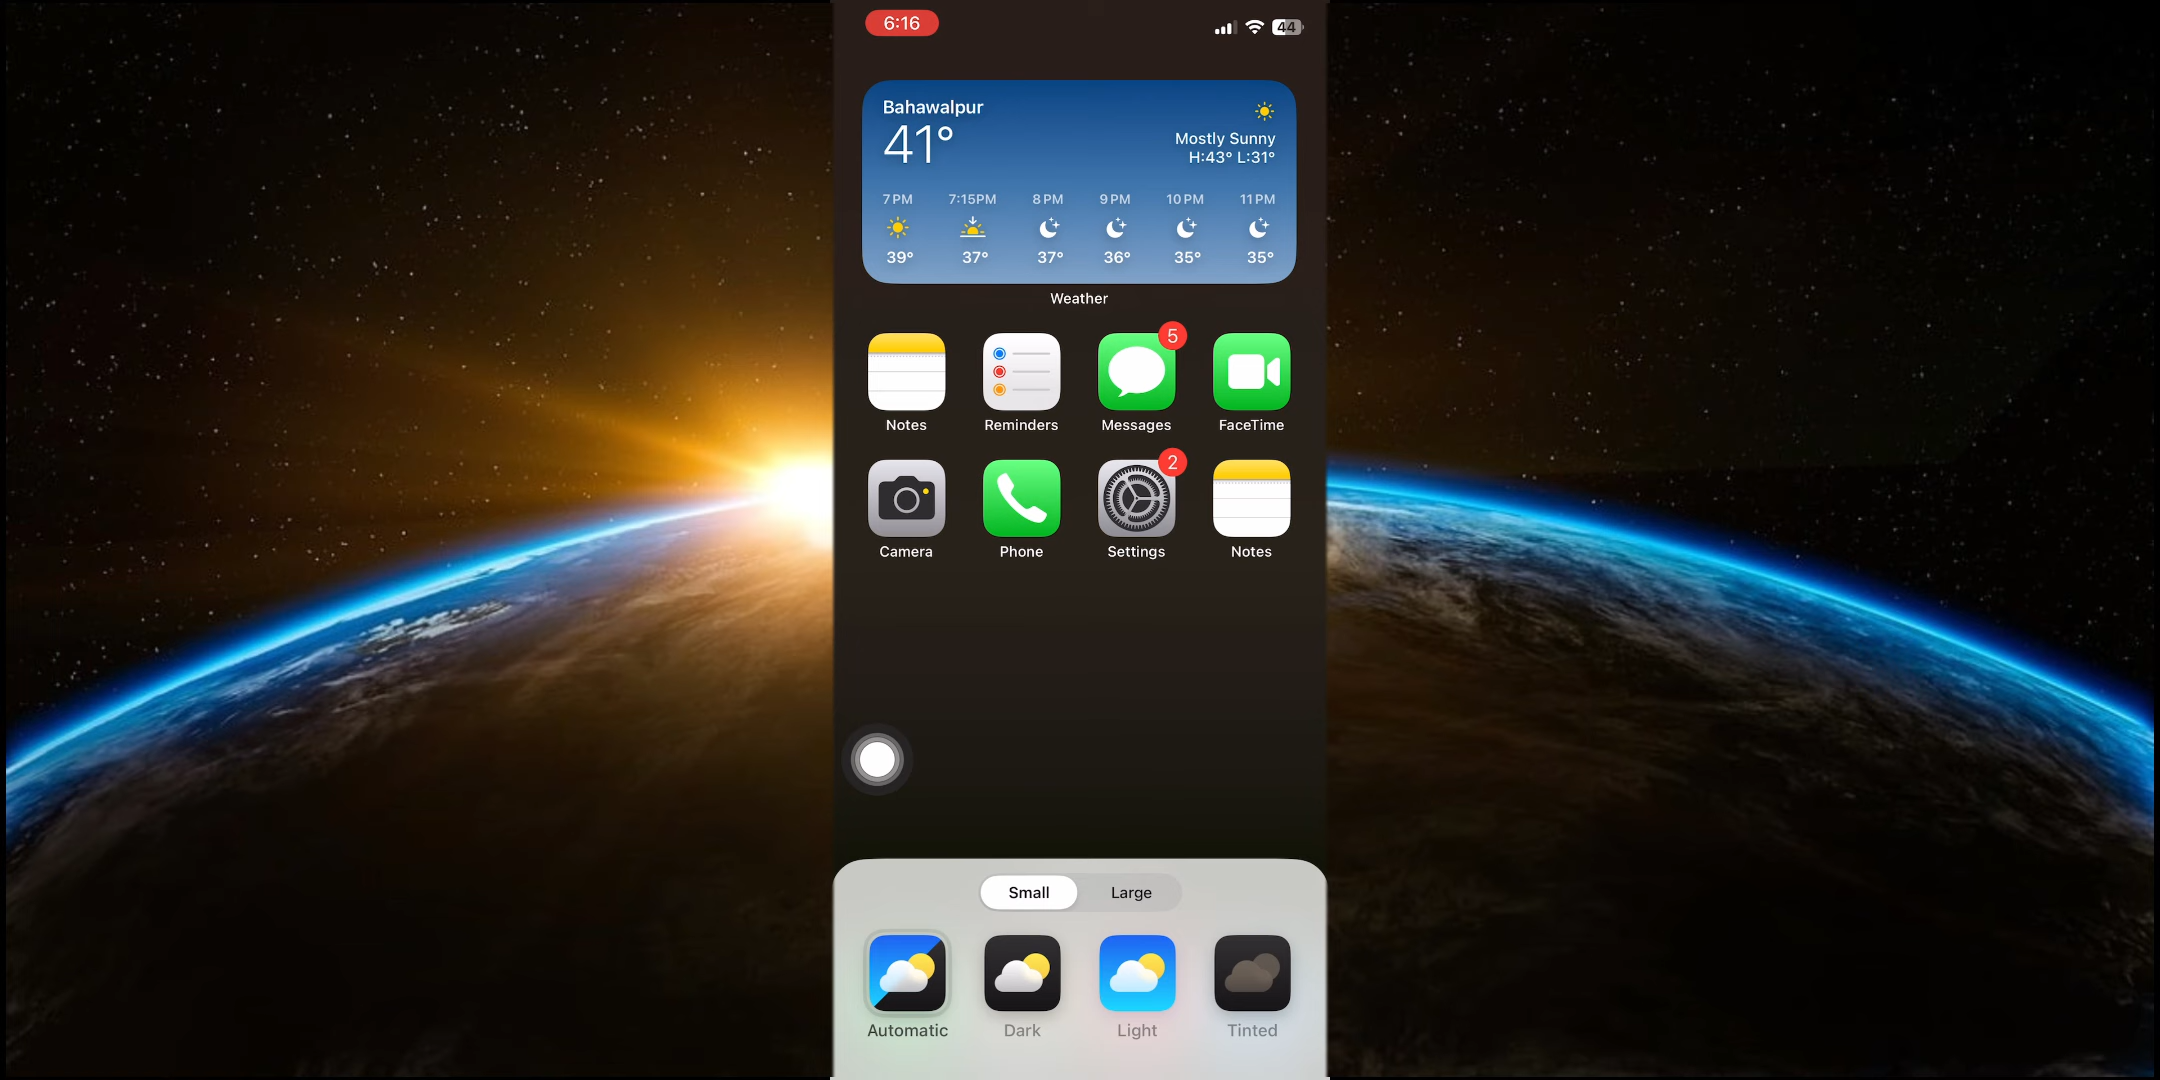 6:16
44
Bahawalpur
41°
Mostly Sunny
H:43° L:31°
7 PM 7:15PM 8 PM 9 PM 10 PM 11 PM
39° 37° 37° 36° 35° 35°
Weather
5
Notes Reminders Messages FaceTime
2
Camera Phone Settings Notes
Small Large
Automatic Dark Light Tinted